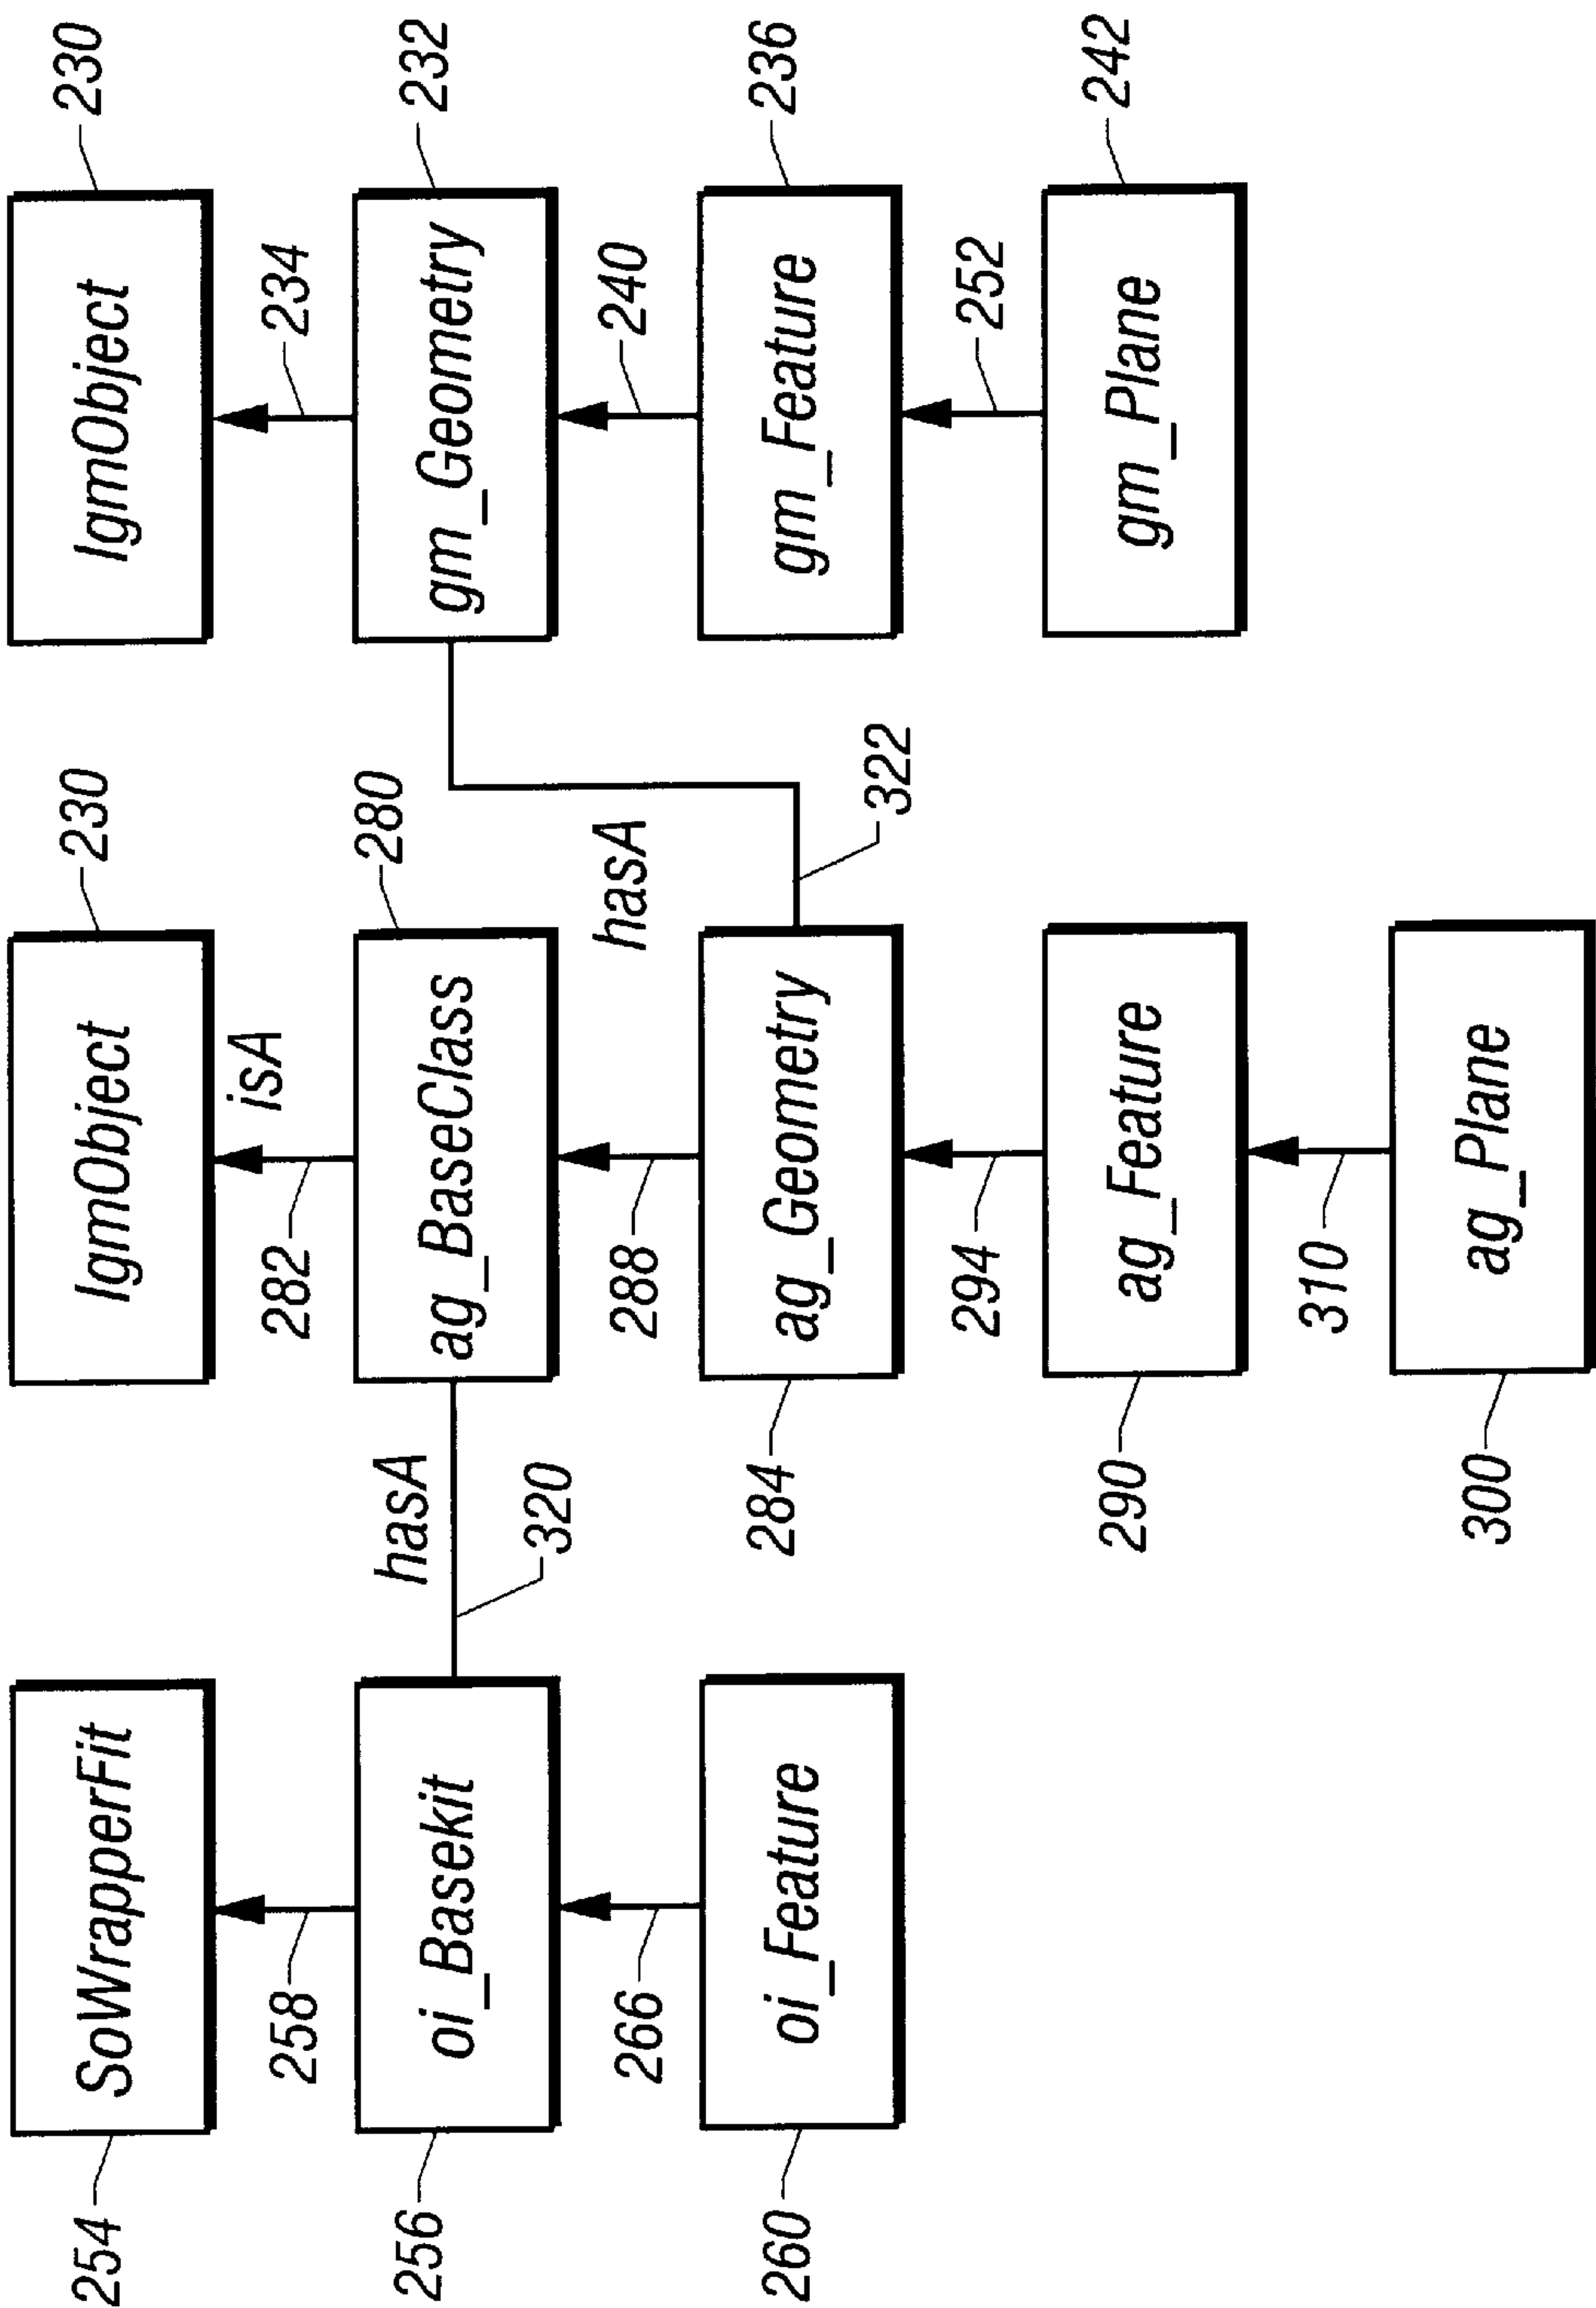 254
SoWrapperFit
IgmObject
230
IgmObject
230
258
282
isA
234
256
oi_Basekit
hasA
320
ag_BaseClass
280
gm_Geometry
232
266
288
hasA
240
260
oi_Feature
284
ag_Geometry
322
gm_Feature
236
294
252
290
ag_Feature
gm_Plane
242
310
300
ag_Plane